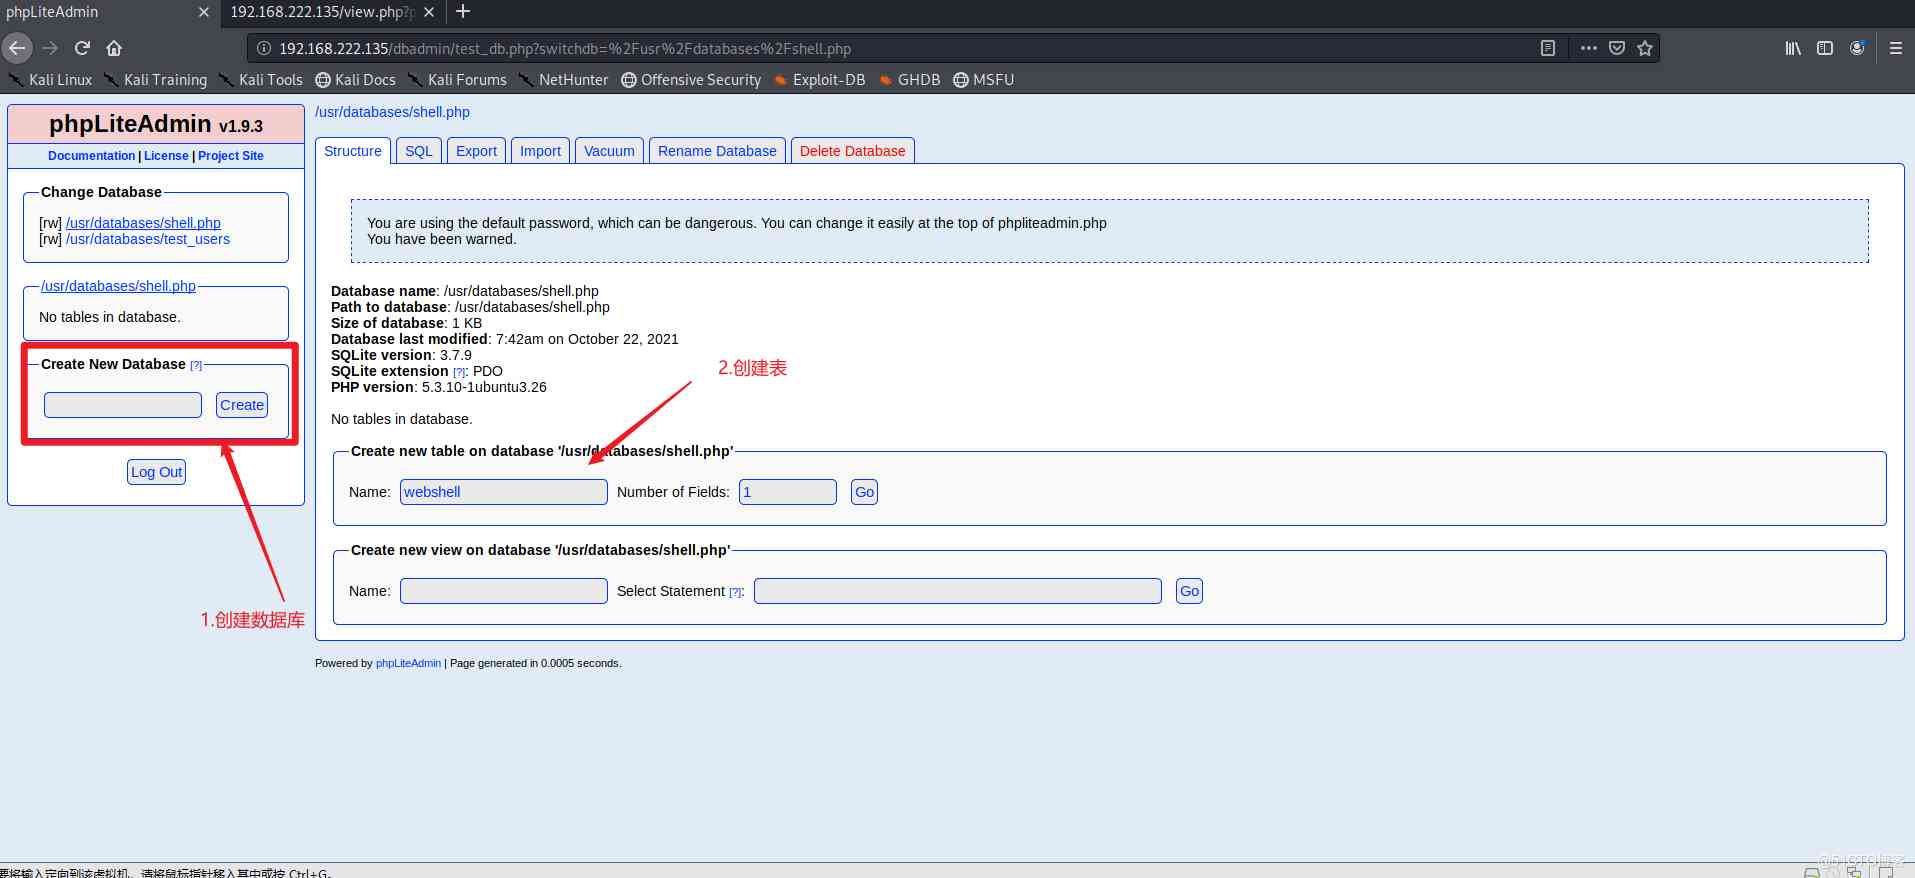 phpLiteAdmin
192.168.222.135/view.php?p
192.168.222.135/dbadmin/test_db.php?switchdb=%2Fusr%2Fdatabases%2Fshell.php
Kali Linux Kali Training Kali Tools Kali Docs Kali Forums NetHunter Offensive Security Exploit-DB GHDB MSFU
phpLiteAdmin v1.9.3
Documentation | License | Project Site
Change Database
[rw] /usr/databases/shell.php
[rw] /usr/databases/test_users
/usr/databases/shell.php
No tables in database.
Create New Database [?]
Create
Log Out
1.创建数据库
/usr/databases/shell.php
Structure SQL Export Import Vacuum Rename Database Delete Database
You are using the default password, which can be dangerous. You can change it easily at the top of phpliteadmin.php
You have been warned.
Database name: /usr/databases/shell.php
Path to database: /usr/databases/shell.php
Size of database: 1 KB
Database last modified: 7:42am on October 22, 2021
SQLite version: 3.7.9
SQLite extension [?]: PDO
PHP version: 5.3.10-1ubuntu3.26
2.创建表
No tables in database.
Create new table on database '/usr/databases/shell.php'
Name: webshell Number of Fields: 1 Go
Create new view on database '/usr/databases/shell.php'
Name: Select Statement [?]: Go
Powered by phpLiteAdmin | Page generated in 0.0005 seconds.
要将输入定向到该虚拟机，请将鼠标指针移入其中或按 Ctrl+G。
@51CTO博客